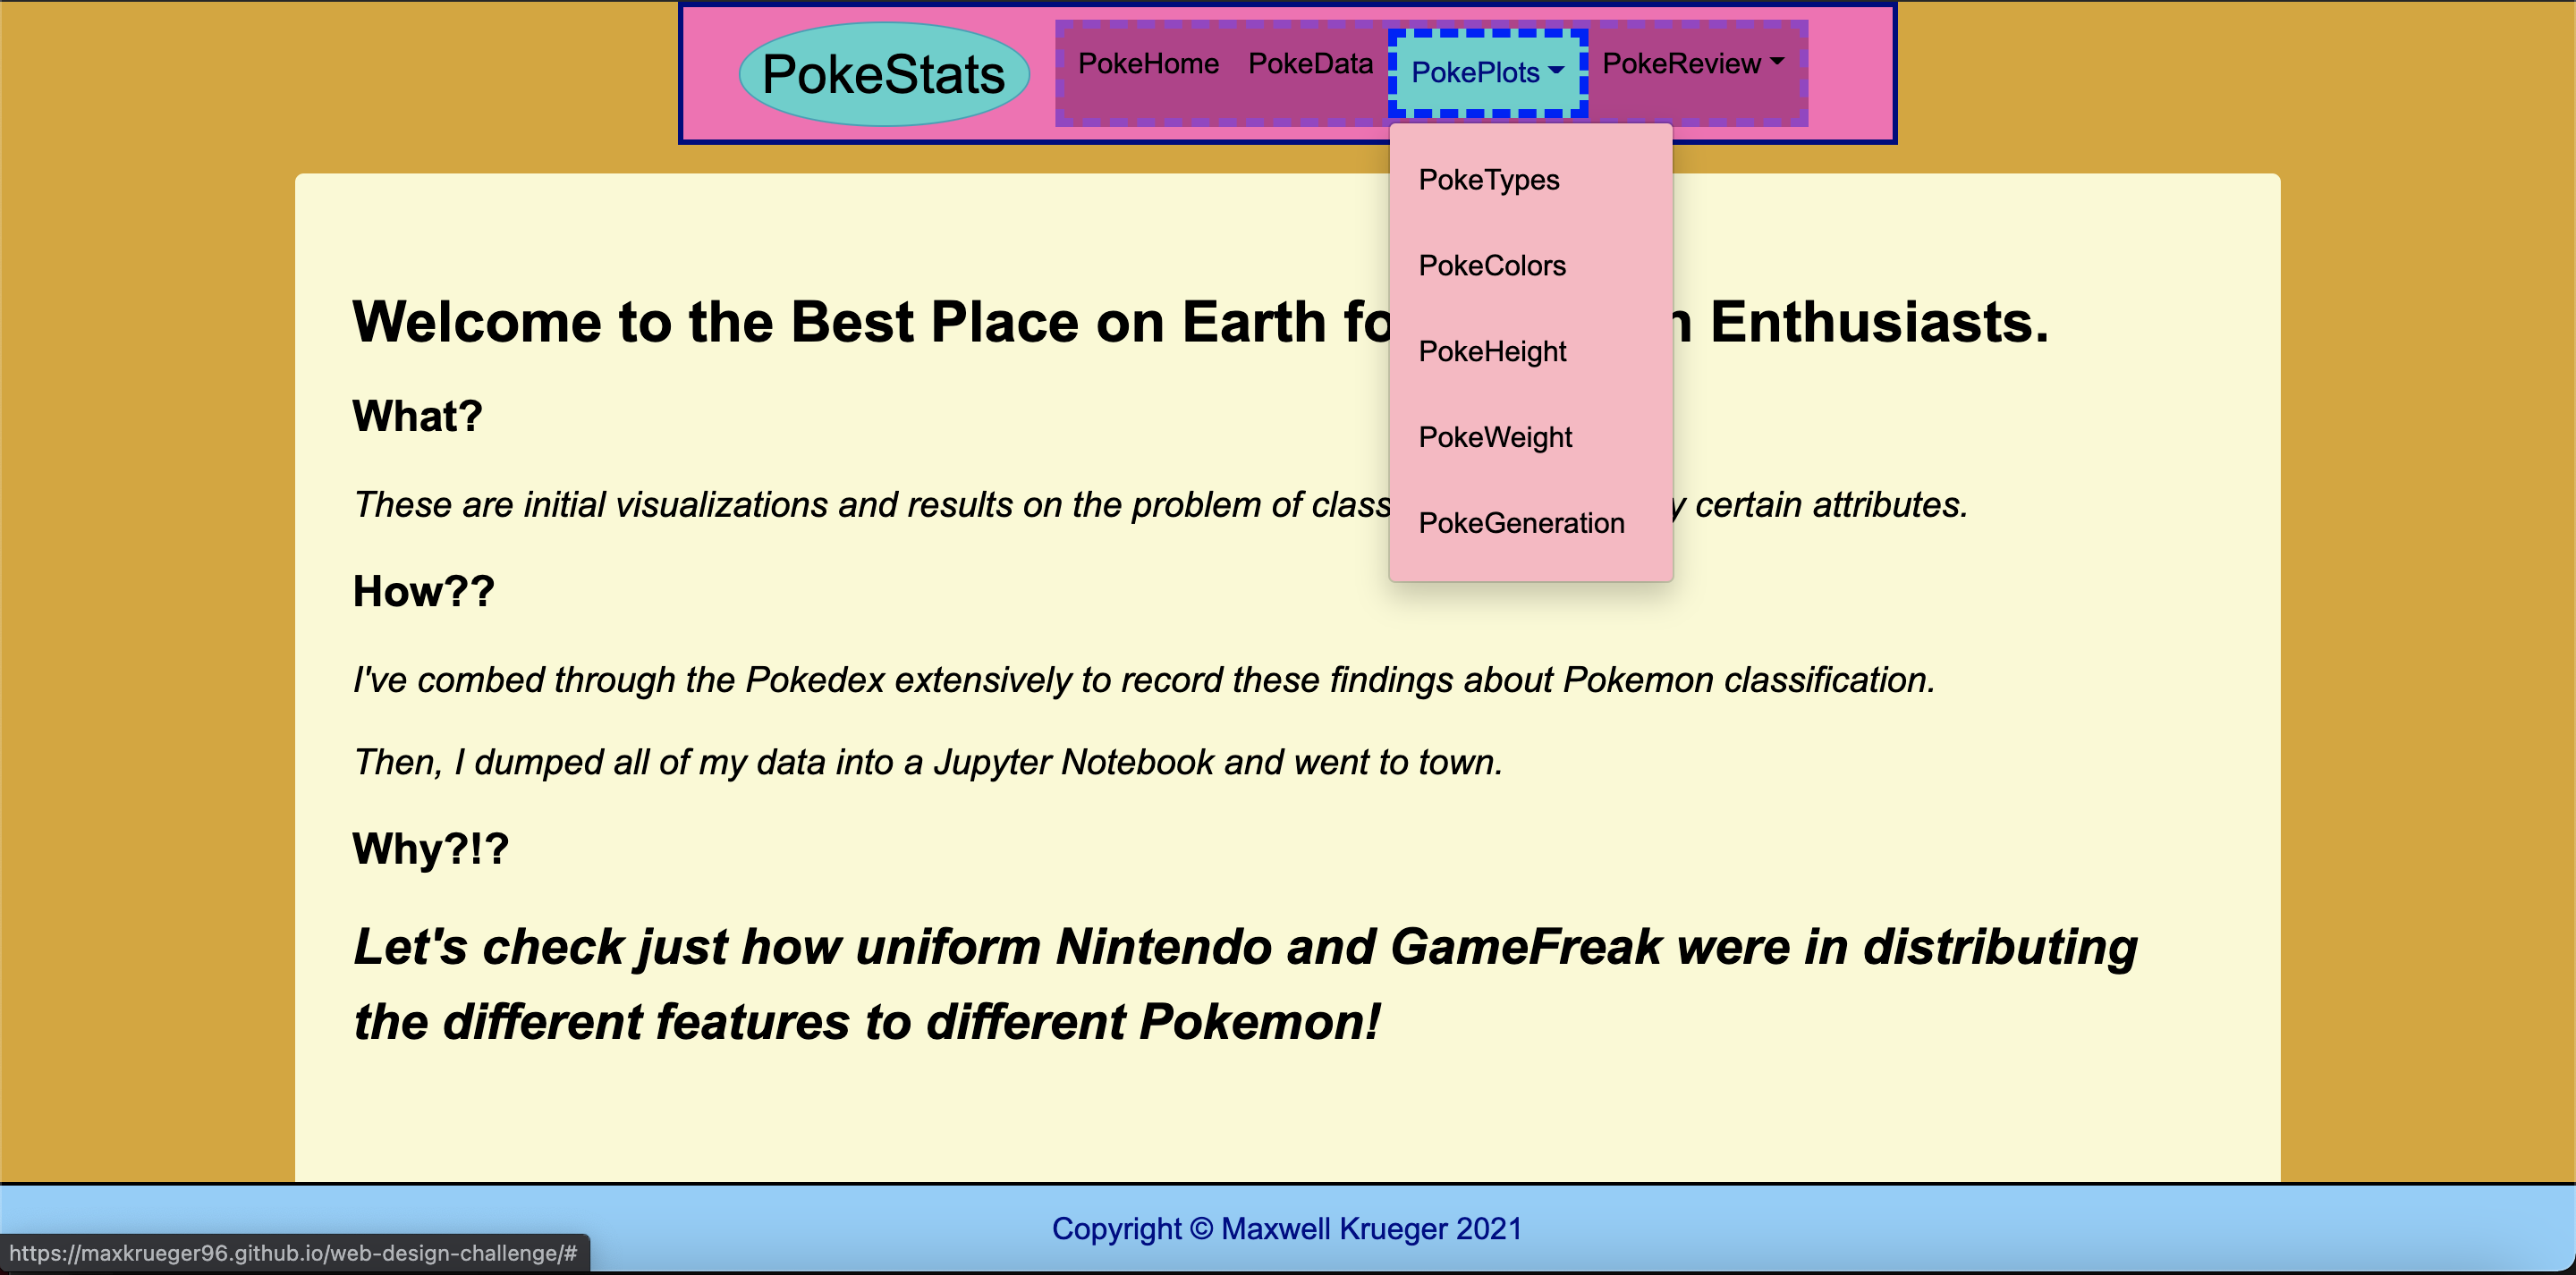 PokeStats
PokeHome PokeData PokePlots PokeReview
PokeTypes
PokeColors
PokeHeight
PokeWeight
PokeGeneration
Welcome to the Best Place on Earth Enthusiasts.
What?
These are initial visualizations and results on the problem of certain attributes.
How??
I've combed through the Pokedex extensively to record these findings about Pokemon classification.
Then, I dumped all of my data into a Jupyter Notebook and went to town.
Why?!?
Let's check just how uniform Nintendo and GameFreak were in distributing
the different features to different Pokemon!
Copyright © Maxwell Krueger 2021
https://maxkrueger96.github.io/web-design-challenge/#